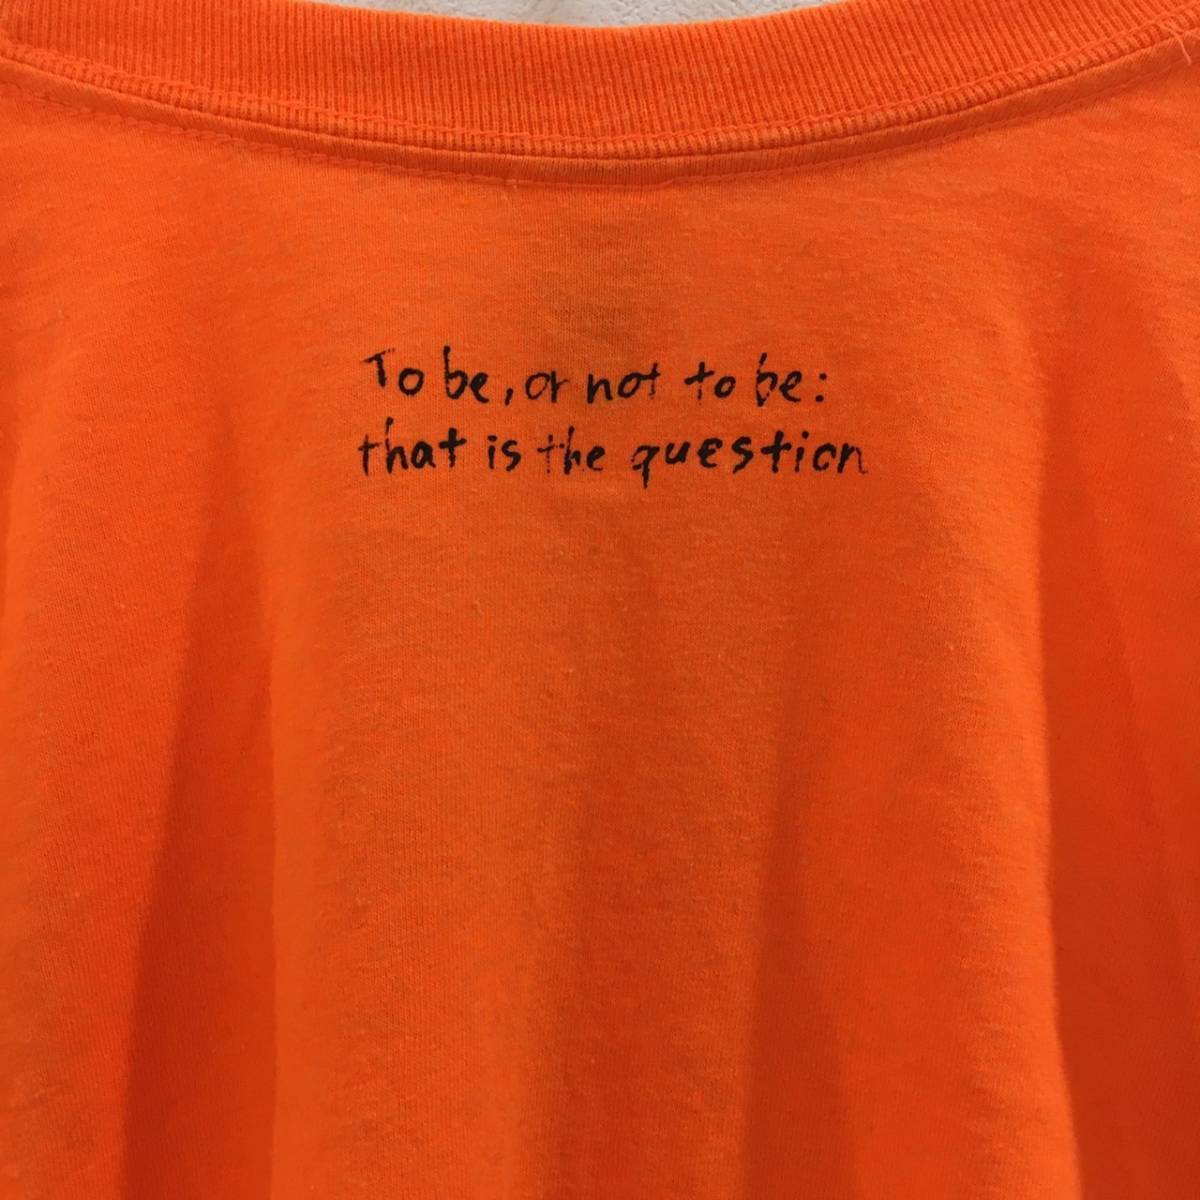 To be, or not to be:
that is the question